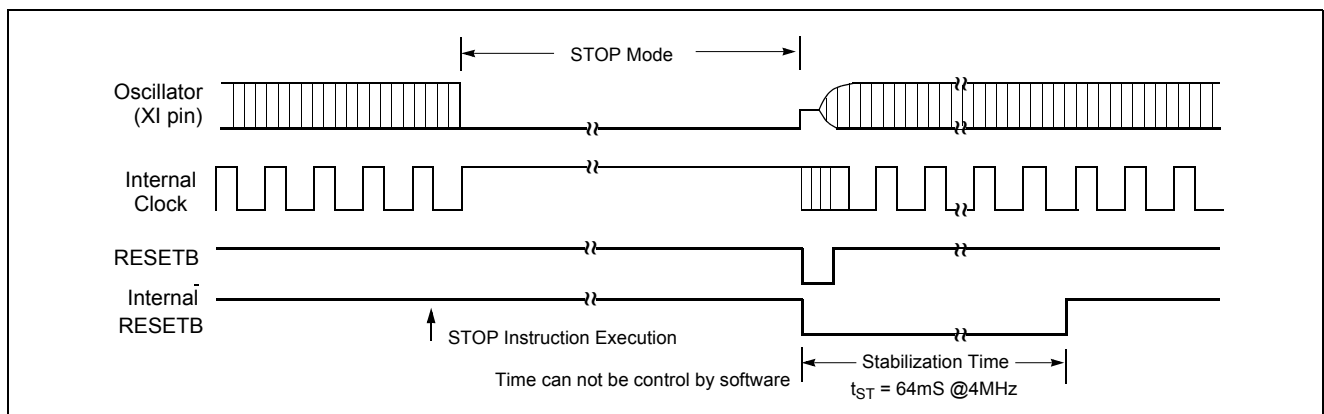 STOP Mode
Oscillator
(XI pin)
Internal
Clock
RESETB
Internal
RESETB
STOP Instruction Execution
Time can not be control by software
Stabilization Time
tST = 64mS @4MHz